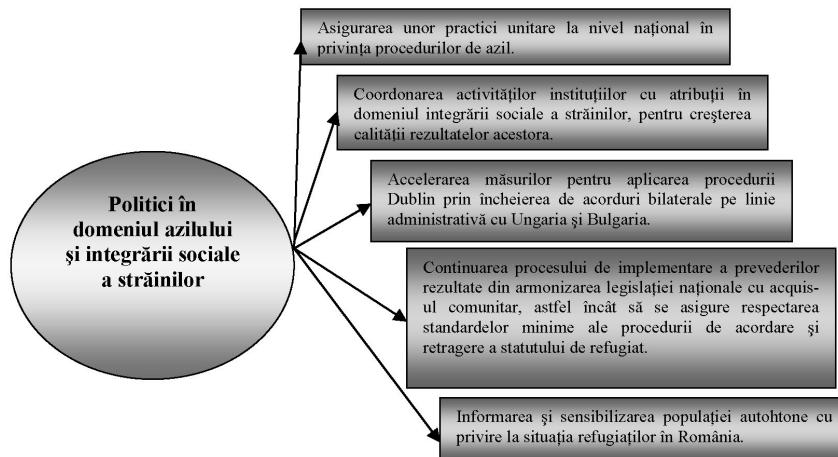 Politici în
domeniul azilului
şi integrării sociale
a străinilor
Asigurarea unor practici unitare la nivel naţional în
privinţa procedurilor de azil.
Coordonarea activităţilor instituţiilor cu atribuţii în
domeniul integrării sociale a străinilor, pentru creşterea
calităţii rezultatelor acestora.
Accelerarea măsurilor pentru aplicarea procedurii
Dublin prin încheierea de acorduri bilaterale pe linie
administrativă cu Ungaria şi Bulgaria.
Continuarea procesului de implementare a prevederilor
rezultate din armonizarea legislaţiei naţionale cu acquis-
ul comunitar, astfel încât să se asigure respectarea
standardelor minime ale procedurii de acordare şi
retragere a statutului de refugiat.
Informarea şi sensibilizarea populaţiei autohtone cu
privire la situaţia refugiaţilor în România.